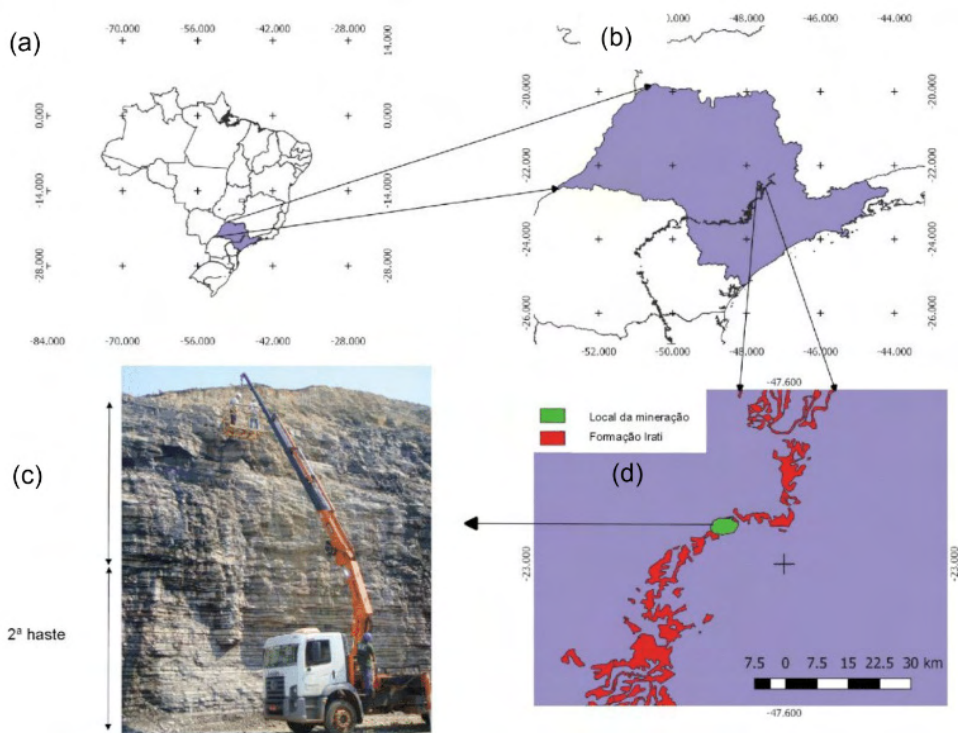 (a)
-70.000 -56.000 -42.000 -28.000
14.000
0.000 0.000
-14.000 -14.000
-28.000 -28.000
-84.000 -70.000 -56.000 -42.000 -28.000
(b)
-48.000 -46.000 -44.000
-20.000 -20.000
-22.000 -22.000
-24.000 -24.000
-26.000 -26.000
-52.000 -50.000 -48.000 -46.000 -44.000
(c)
2ª haste
-47.600
Local da mineração
Formação Irati
(d)
-23.000 -23.000
7.5 0 7.5 15 22.5 30 km
-47.600